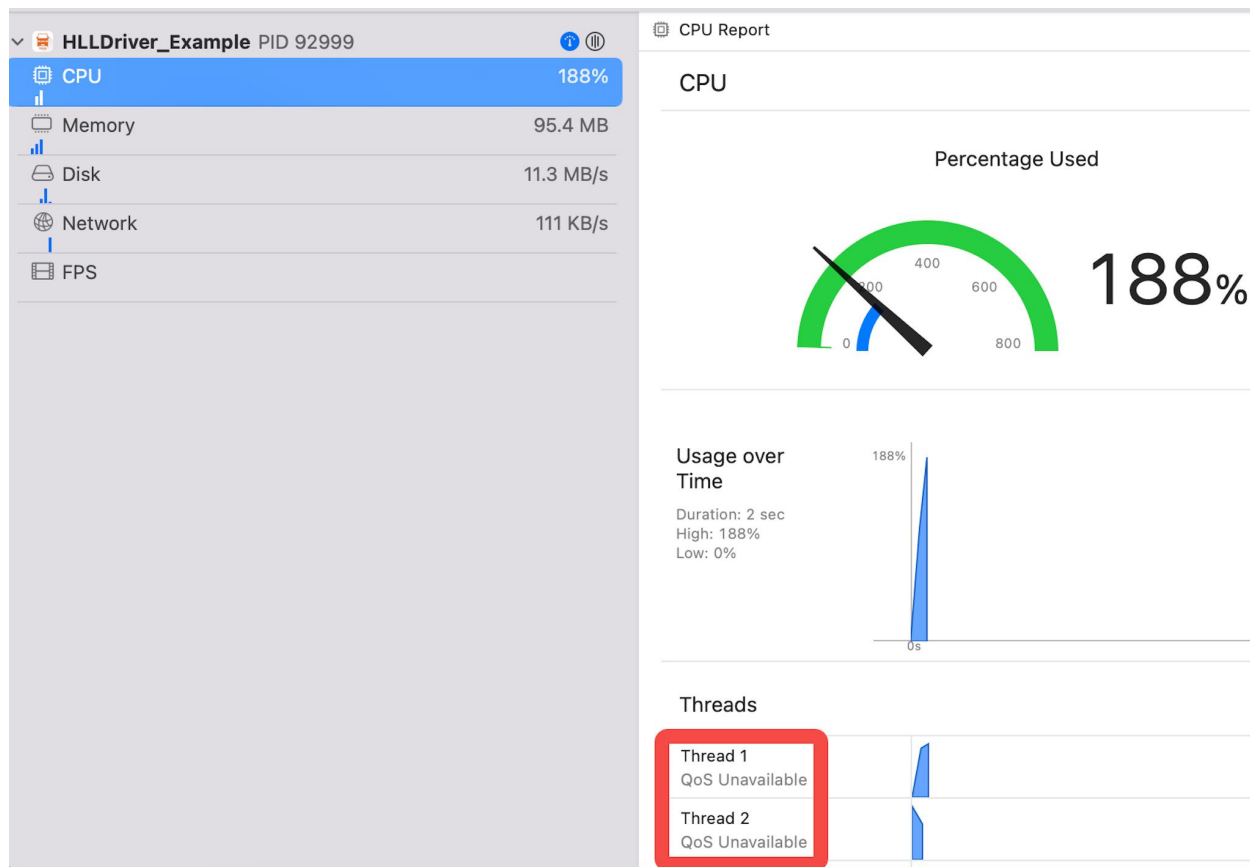 HLLDriver_Example PID 92999
CPU 188%
Memory 95.4 MB
Disk 11.3 MB/s
Network 111 KB/s
FPS
CPU Report
CPU
Percentage Used
0
400
600
800
188%
Usage over
Time
Duration: 2 sec
High: 188%
Low: 0%
188%
0s
Threads
Thread 1
QoS Unavailable
Thread 2
QoS Unavailable